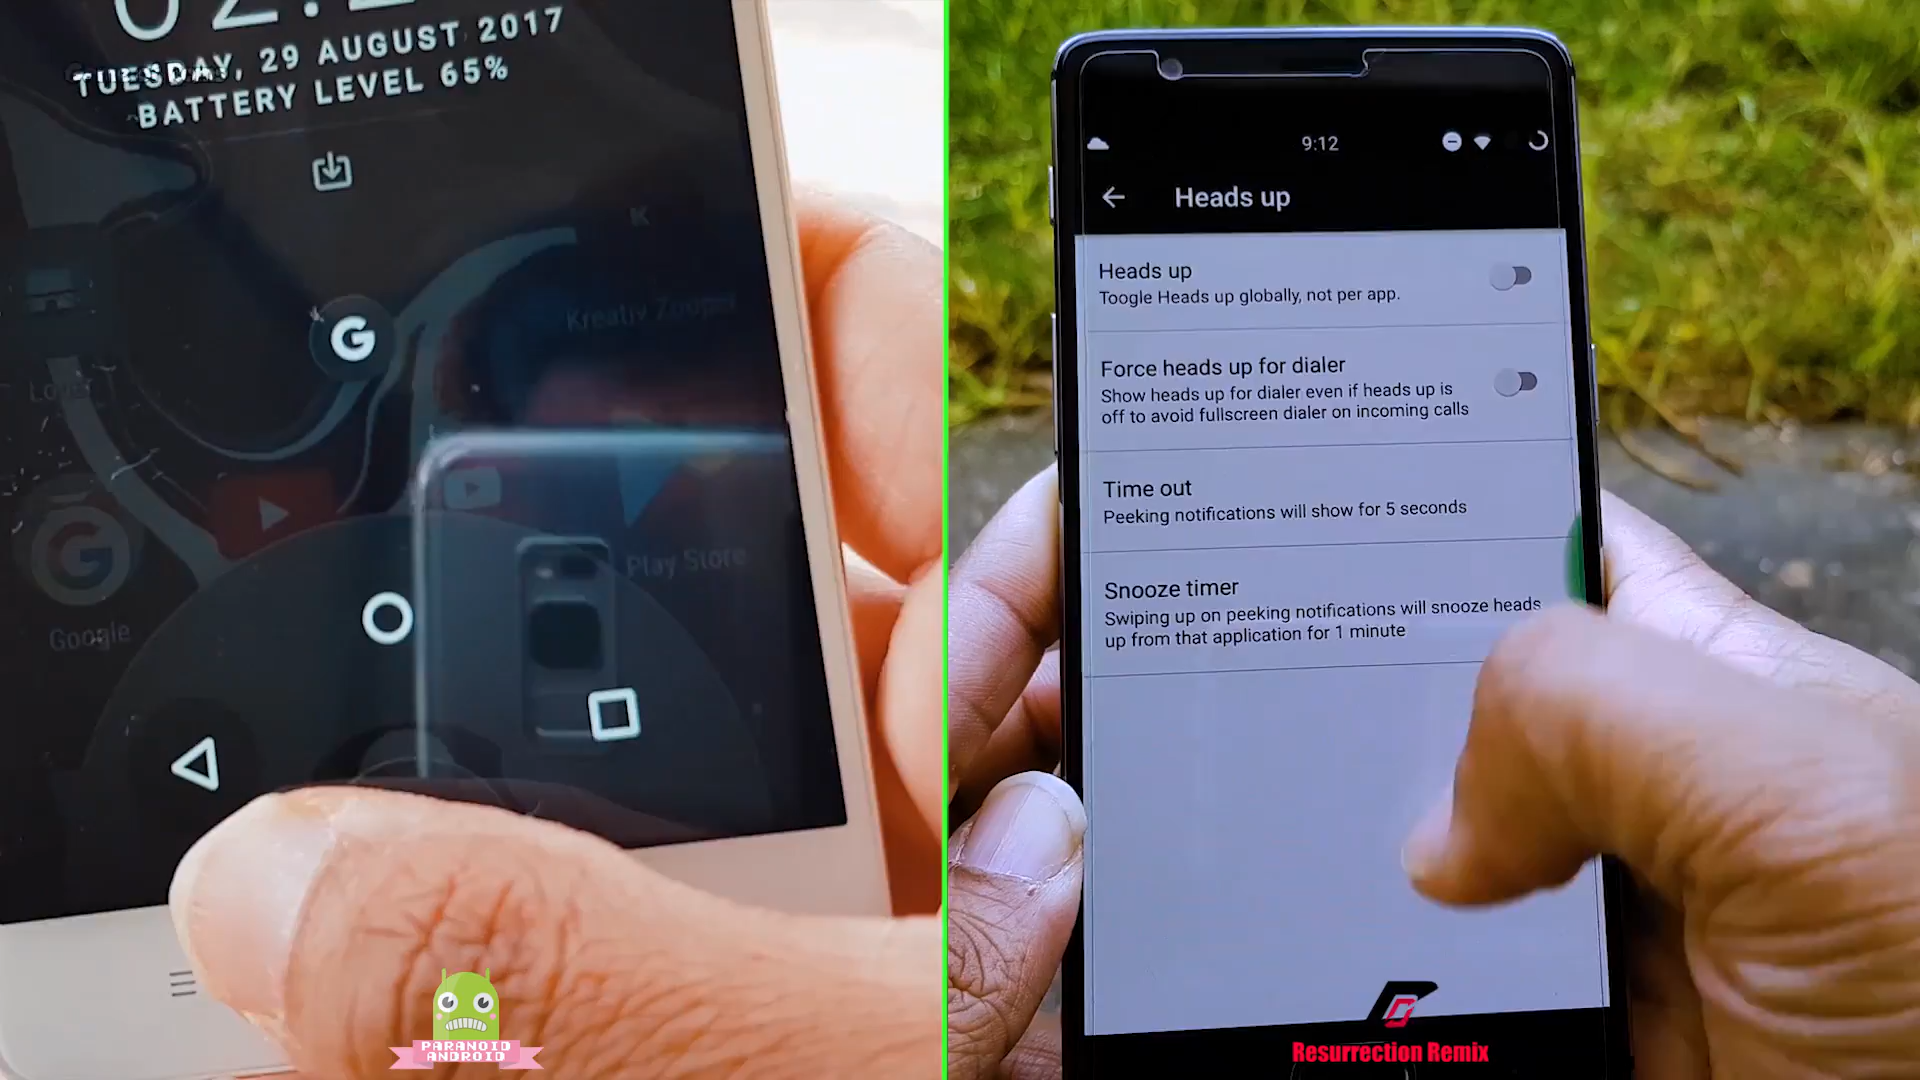 TUESDAY, 29 AUGUST 2017
BATTERY LEVEL 65%
K
Kreativ Zooper
G
Play Store
Google
PARANOID
ANDROID
9:12
Heads up
Heads up
Toogle Heads up globally, not per app.
Force heads up for dialer
Show heads up for dialer even if heads up is
off to avoid fullscreen dialer on incoming calls
Time out
Peeking notifications will show for 5 seconds
Snooze timer
Swiping up on peeking notifications will snooze heads
up from that application for 1 minute
Resurrection Remix